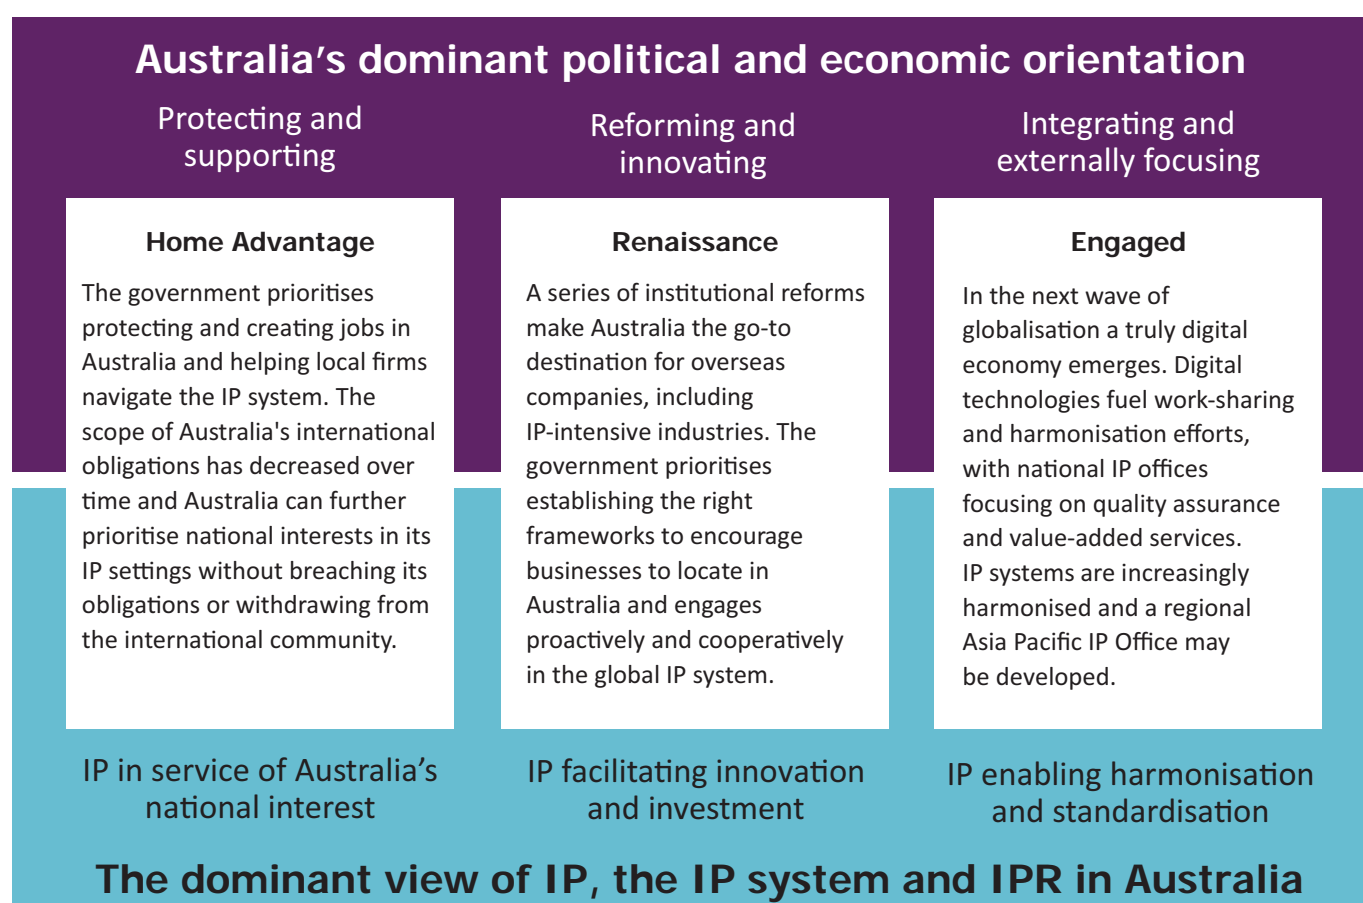 Australia's dominant political and economic orientation
Protecting and
supporting
Home Advantage
The government prioritises
protecting and creating jobs in
Australia and helping local firms
navigate the IP system. The
scope of Australia's international
obligations has decreased over
time and Australia can further
prioritise national interests in its
IP settings without breaching its
obligations or withdrawing from
the international community.
IP in service of Australia's
national interest
Reforming and
innovating
Renaissance
A series of institutional reforms
make Australia the go-to
destination for overseas
companies, including
IP-intensive industries. The
government prioritises
establishing the right
frameworks to encourage
businesses to locate in
Australia and engages
proactively and cooperatively
in the global IP system.
IP facilitating innovation
and investment
Integrating and
externally focusing
Engaged
In the next wave of
globalisation a truly digital
economy emerges. Digital
technologies fuel work-sharing
and harmonisation efforts,
with national IP offices
focusing on quality assurance
and value-added services.
IP systems are increasingly
harmonised and a regional
Asia Pacific IP Office may
be developed.
IP enabling harmonisation
and standardisation
The dominant view of IP, the IP system and IPR in Australia